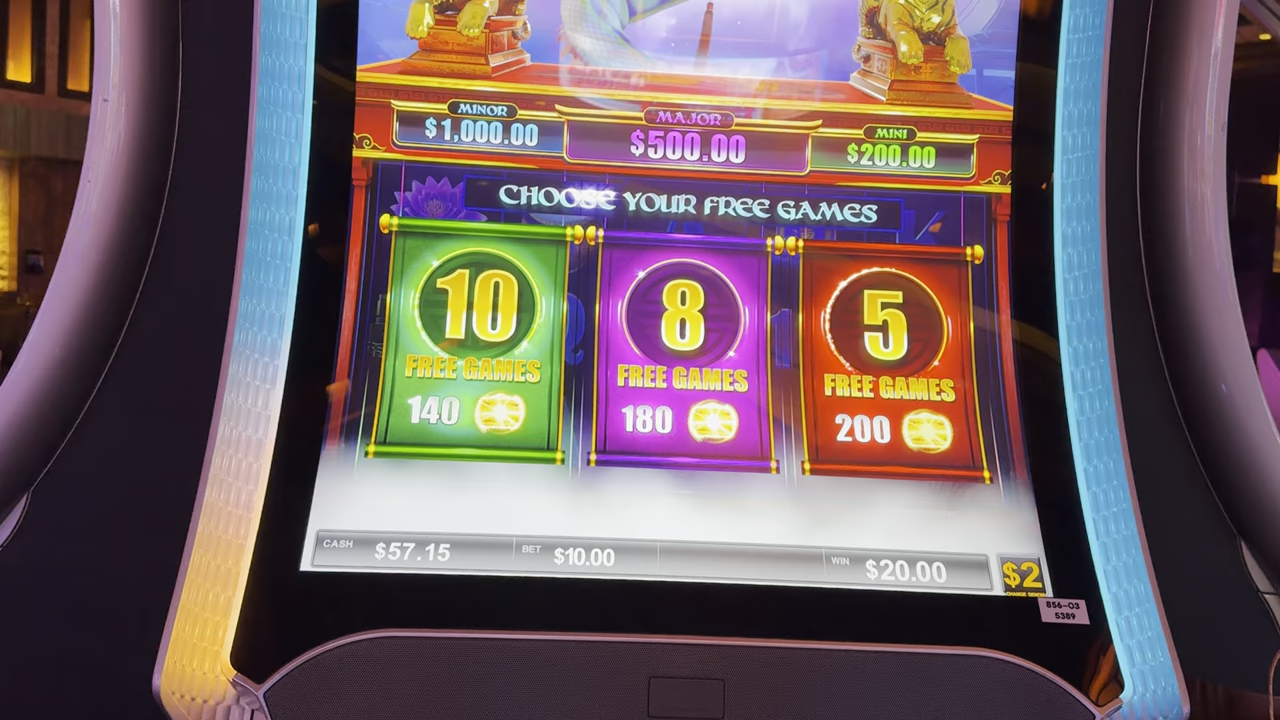 MINOR
$1,000.00
MAJOR
$500.00
MINI
$200.00
CHOOSE YOUR FREE GAMES
10
FREE GAMES
140
8
FREE GAMES
180
5
FREE GAMES
200
CASH $57.15 BET $10.00 WIN $20.00 $2
CHANGE DENOM
856-03
5389